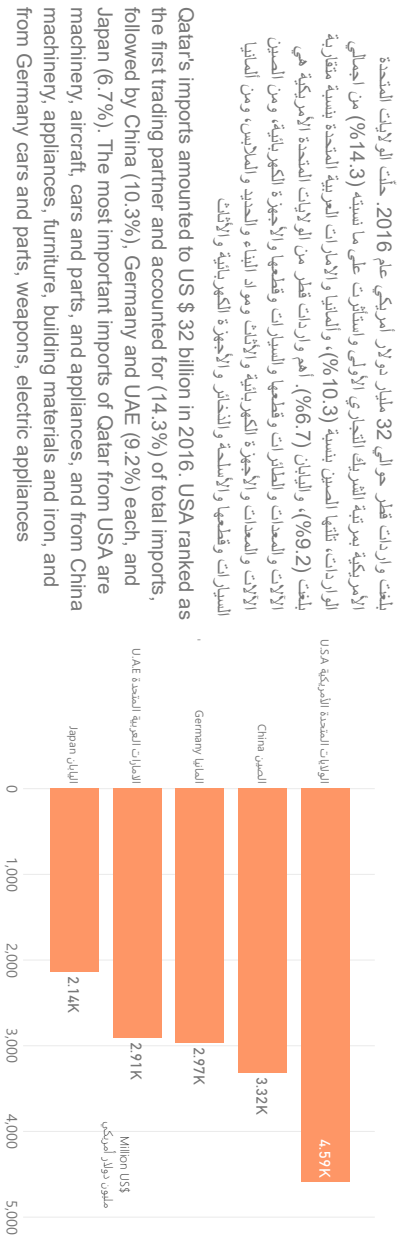 بلغت واردات قطر حوالي 32 مليار دولار أمريكي عام 2016. حلّت الولايات المتحدة
الأمريكية بمرتبة الشريك التجاري الأولى واستأثرت على ما نسبته (14.3%) من اجمالي
الواردات، تلتها الصين بنسبة (10.3%)، وألمانيا و الامارات العربية المتحدة بنسبة متقاربة
بلغت (9.2%)، واليابان (6.7%). أهم واردات قطر من الولايات المتحدة الأمريكية هي
الآلات والمعدات والطائرات وقطعها والسيارات وقطعها والأجهزة الكهربائية، ومن الصين
الآلات والمعدات و الأجهزة الكهربائية والاثاث ومواد البناء والحديد والملابس، ومن ألمانيا
السيارات وقطعها والأسلحة والذخائر والأجهزة الكهربائية والأثاث
Qatar's imports amounted to US $ 32 billion in 2016. USA ranked as
the first trading partner and accounted for (14.3%) of total imports,
followed by China (10.3%), Germany and UAE (9.2%) each, and
Japan (6.7%). The most important imports of Qatar from USA are
machinery, aircraft, cars and parts, and appliances, and from China
machinery, appliances, furniture, building materials and iron, and
from Germany cars and parts, weapons, electric appliances
الولايات المتحدة الأمريكية U.S.A
4.59K
الصين China
3.32K
المانيا Germany
2.97K
الامارات العربية المتحدة U.A.E
2.91K
اليابان Japan
2.14K
Million US$
مليون دولار أمريكي
0 1,000 2,000 3,000 4,000 5,000